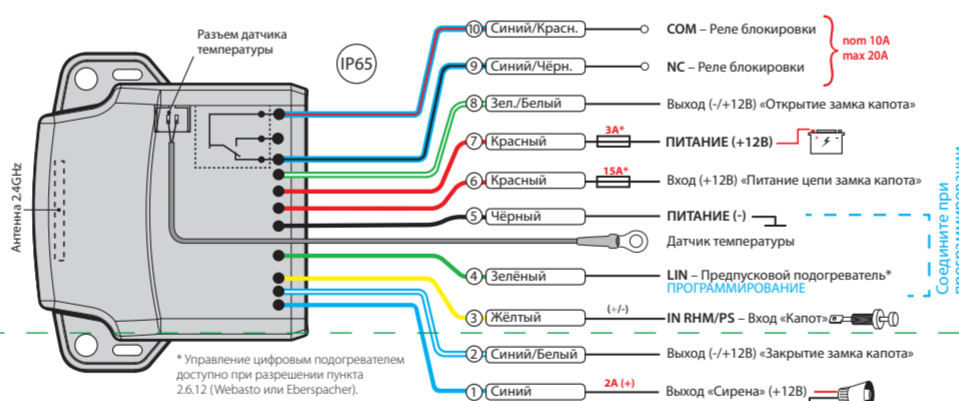 Разъем датчика
температуры
IP65
Антенна 2.4GHz
10 Синий/Красн. COM – Реле блокировки
nom 10A
max 20A
9 Синий/Чёрн. NC – Реле блокировки
8 Зел./Белый Выход (-/+12В) «Открытие замка капота»
7 Красный 3А* ПИТАНИЕ (+12В)
6 Красный 15А* Вход (+12В) «Питание цепи замка капота»
5 Чёрный ПИТАНИЕ (-)
Датчик температуры
4 Зелёный LIN – Предпусковой подогреватель*
ПРОГРАММИРОВАНИЕ
Соедините при
программировании
3 Жёлтый (+/-) IN RHM/PS – Вход «Капот»
2 Синий/Белый Выход (-/+12В) «Закрытие замка капота»
1 Синий 2А (+) Выход «Сирена» (+12В)
* Управление цифровым подогревателем
доступно при разрешении пункта
2.6.12 (Webasto или Eberspacher).